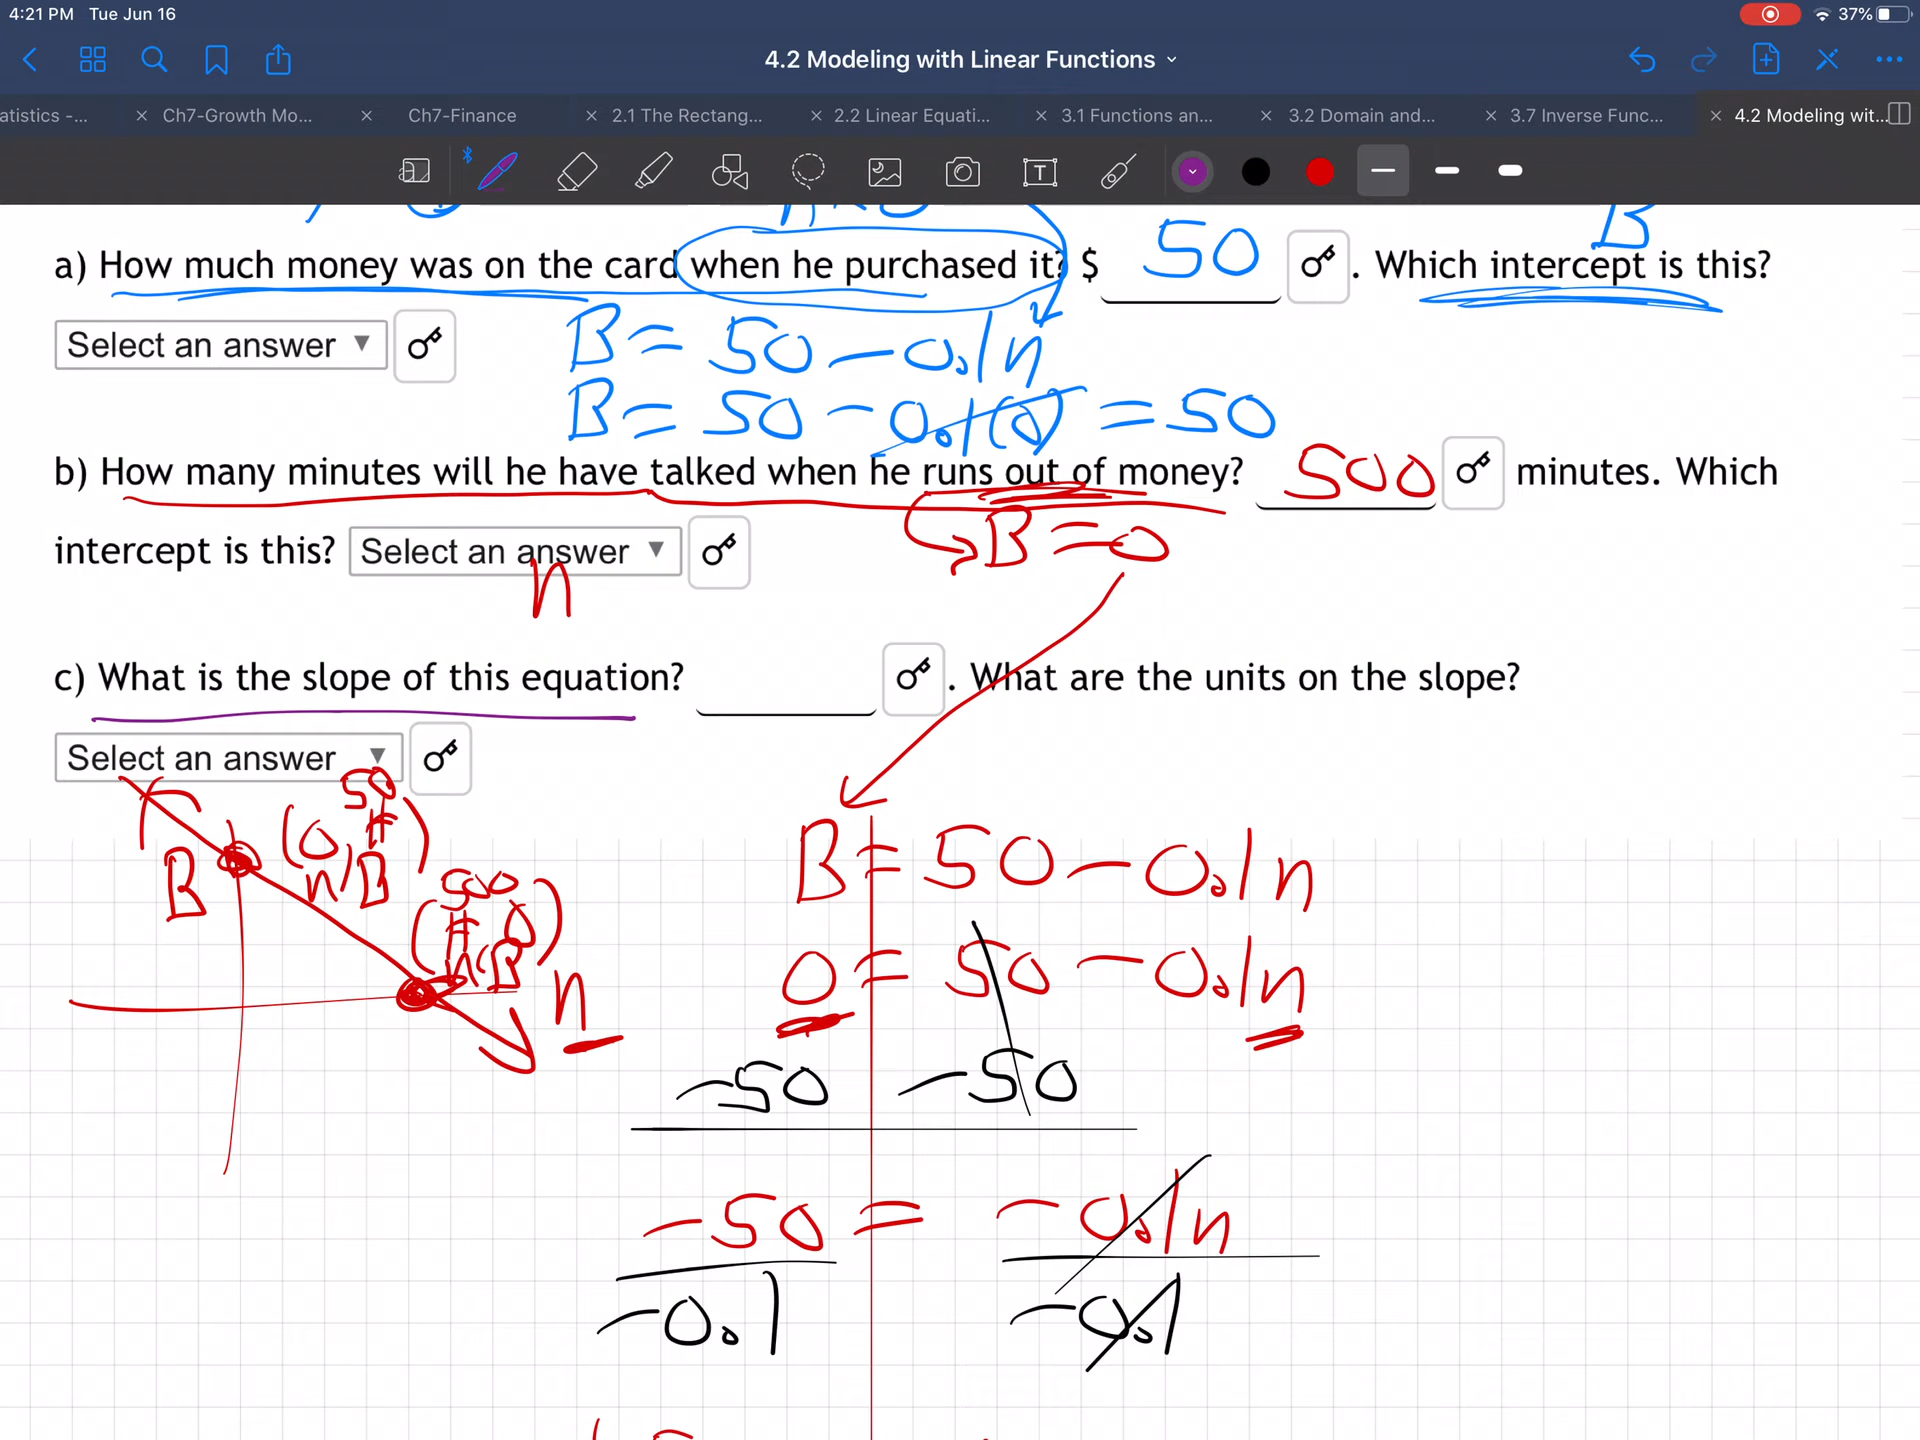 4:21 PM Tue Jun 16 37%
4.2 Modeling with Linear Functions
atistics -... Ch7-Growth Mo... Ch7-Finance 2.1 The Rectang... 2.2 Linear Equati... 3.1 Functions an... 3.2 Domain and... 3.7 Inverse Func... 4.2 Modeling wit...
B
a) How much money was on the card when he purchased it? $ 50 . Which intercept is this?
Select an answer
B = 50 - 0.1n
B = 50 - 0.1(0) = 50
b) How many minutes will he have talked when he runs out of money? 500 minutes. Which
intercept is this? Select an answer
B = 0
n
c) What is the slope of this equation? . What are the units on the slope?
Select an answer
50
(0, )
n, B
B
500
( , 0)
n, B
n
B = 50 - 0.1n
0 = 50 - 0.1n
-50 -50
-50 = -0.1n
-0.1 -0.1